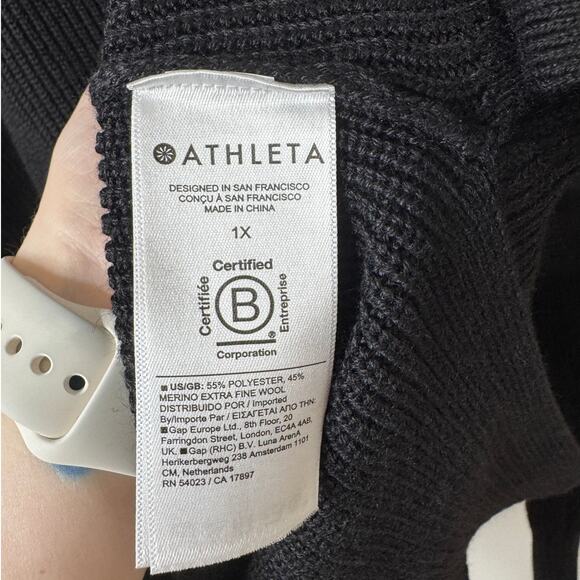 ATHLETA
DESIGNED IN SAN FRANCISCO
CONÇU À SAN FRANCISCO
MADE IN CHINA
1X
Certified
Certifiée
B
Entreprise
®
Corporation
■ US/GB: 55% POLYESTER, 45%
MERINO EXTRA FINE WOOL
DISTRIBUIDO POR / Imported
By/Importe Par / ΕΙΣΑΓΕΤΑΙ ΑΠΟ ΤΗΝ:
■Gap Europe Ltd., 8th Floor, 20
Farringdon Street, London, EC4A 4AB,
UK. ■Gap (RHC) B.V. Luna ArenA
Herikerbergweg 238 Amsterdam 1101
CM, Netherlands
RN 54023 / CA 17897